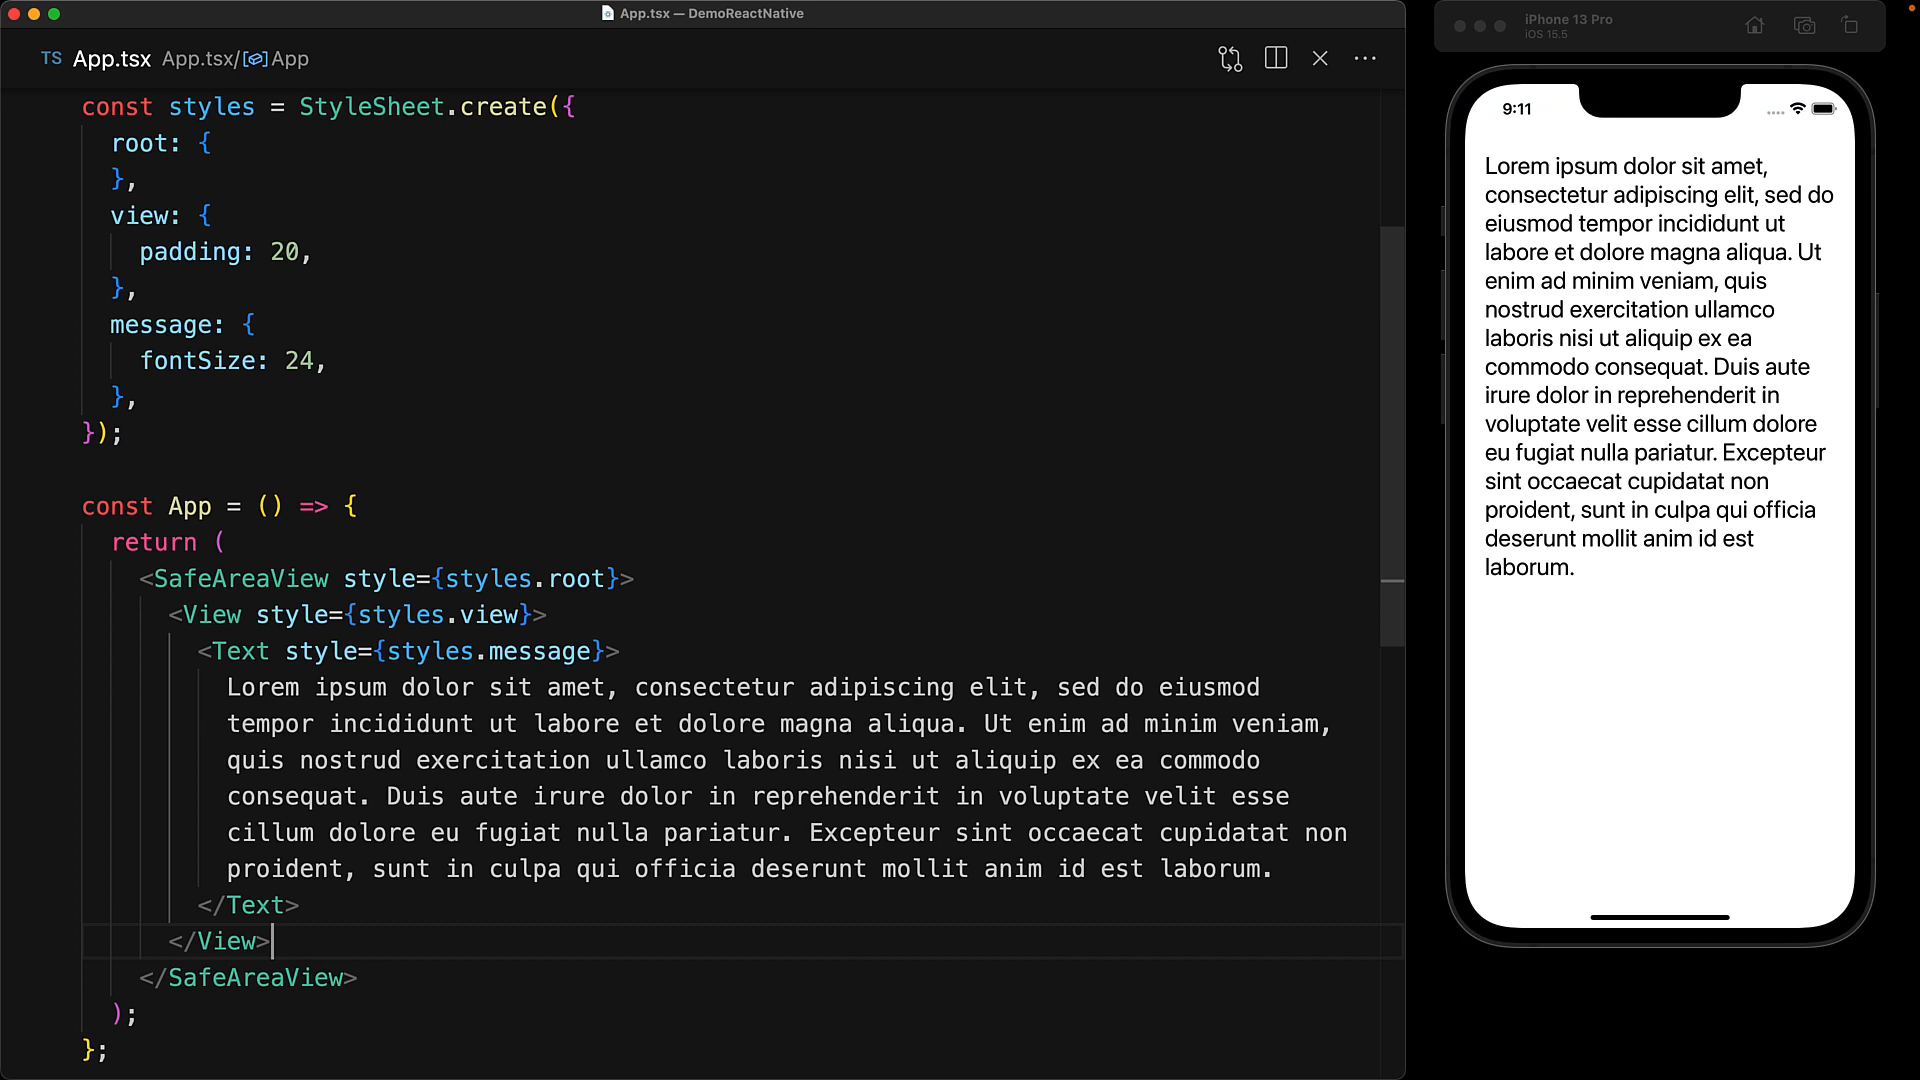 App.tsx — DemoReactNative
TS App.tsx App.tsx/App
const styles = StyleSheet.create({
root: {
},
view: {
padding: 20,
},
message: {
fontSize: 24,
},
});
const App = () => {
return (
<SafeAreaView style={styles.root}>
<View style={styles.view}>
<Text style={styles.message}>
Lorem ipsum dolor sit amet, consectetur adipiscing elit, sed do eiusmod
tempor incididunt ut labore et dolore magna aliqua. Ut enim ad minim veniam,
quis nostrud exercitation ullamco laboris nisi ut aliquip ex ea commodo
consequat. Duis aute irure dolor in reprehenderit in voluptate velit esse
cillum dolore eu fugiat nulla pariatur. Excepteur sint occaecat cupidatat non
proident, sunt in culpa qui officia deserunt mollit anim id est laborum.
</Text>
</View>
</SafeAreaView>
);
};
iPhone 13 Pro
iOS 15.5
9:11
Lorem ipsum dolor sit amet,
consectetur adipiscing elit, sed do
eiusmod tempor incididunt ut
labore et dolore magna aliqua. Ut
enim ad minim veniam, quis
nostrud exercitation ullamco
laboris nisi ut aliquip ex ea
commodo consequat. Duis aute
irure dolor in reprehenderit in
voluptate velit esse cillum dolore
eu fugiat nulla pariatur. Excepteur
sint occaecat cupidatat non
proident, sunt in culpa qui officia
deserunt mollit anim id est
laborum.